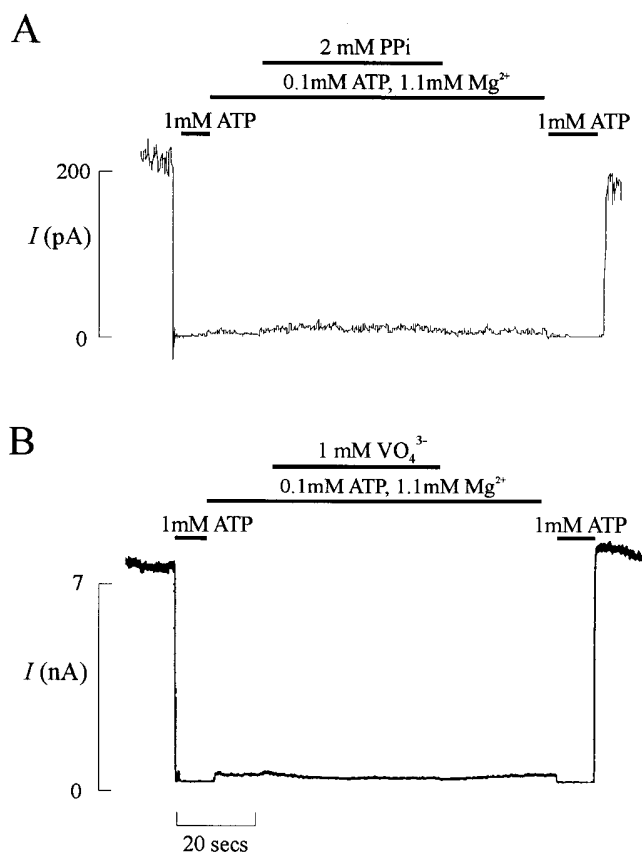 A
2 mM PPi
0.1mM ATP, 1.1mM Mg²⁺
1mM ATP 1mM ATP
200
I (pA)
0
B
1 mM VO₄³⁻
0.1mM ATP, 1.1mM Mg²⁺
1mM ATP 1mM ATP
7
I (nA)
0
20 secs